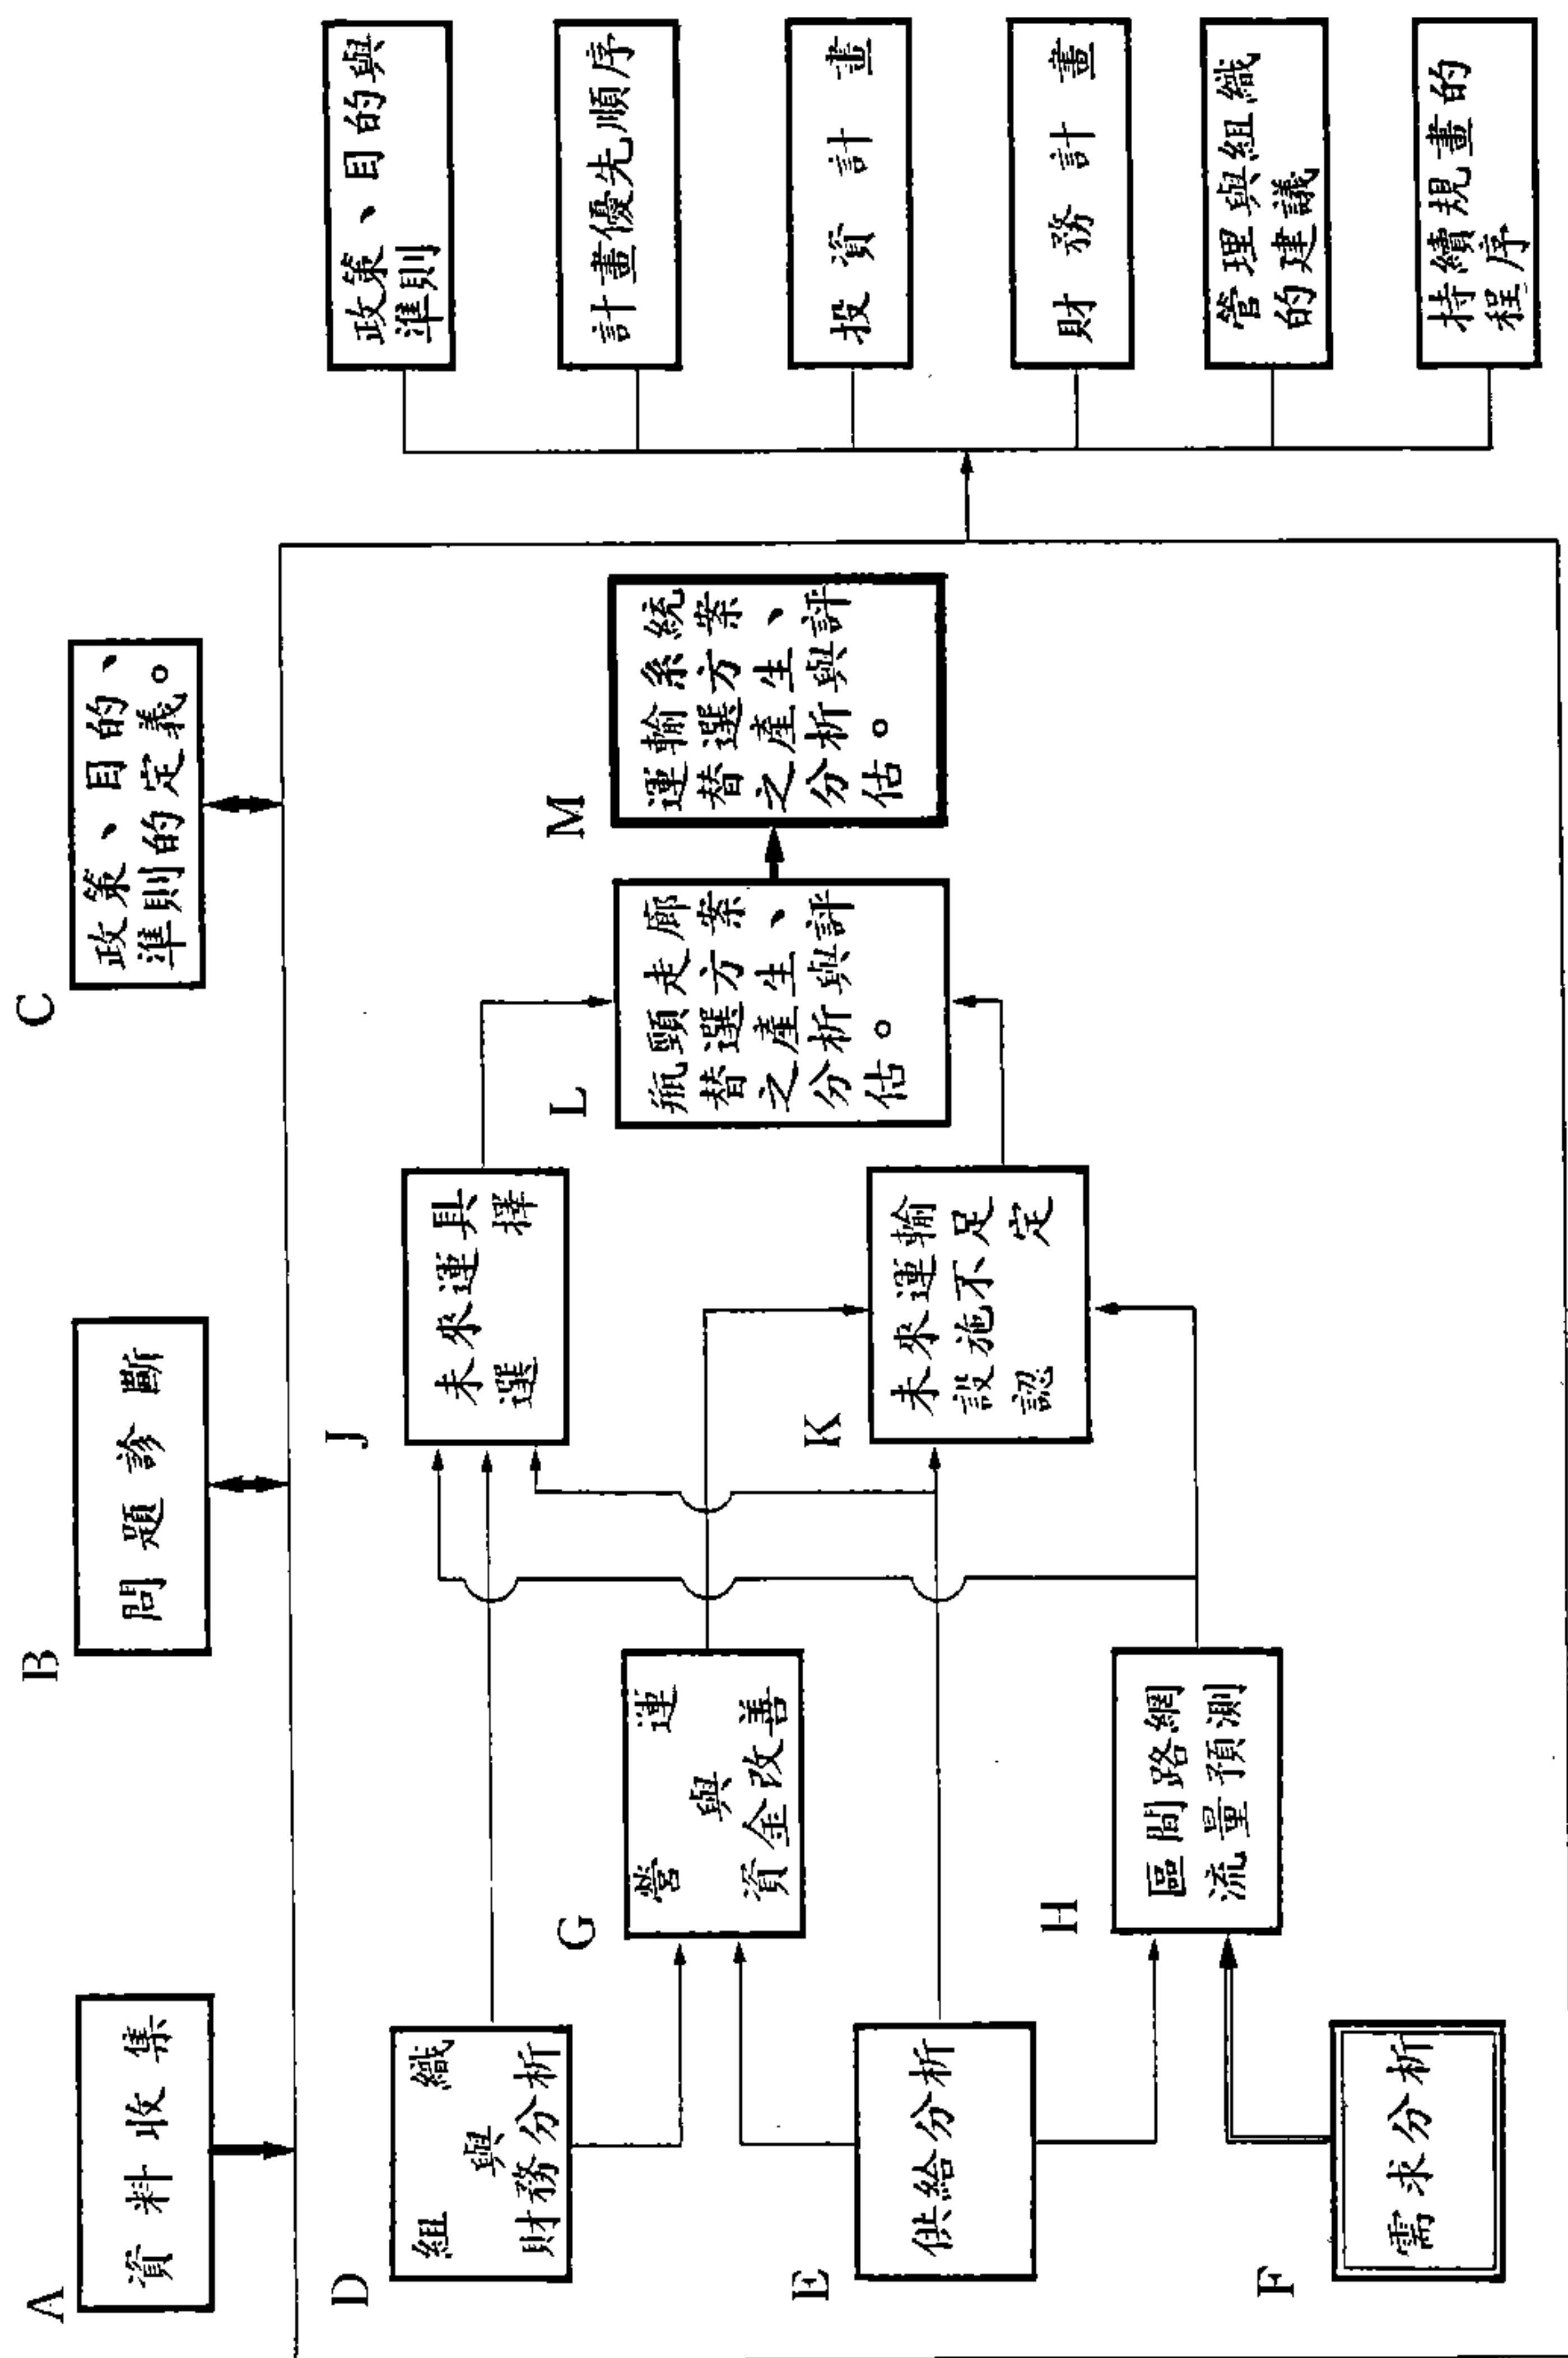 A
資料收集
B
問題診斷
C
政策、目的、
準則的定義。
D
組織
與
財務分析
E
供給分析
F
需求分析
G
營運
與
資金改善
H
區間路網
流量預測
J
未來運具
選擇
K
未來運輸
設施不足
認定
L
瓶頸走廊
替選方案
之產生、
分析與評
估。
M
運輸系統
替選方案
之產生、
分析與評
估。
政策、目的與
準則
計畫優先順序
投資計畫
財務計畫
管理與組織
的建議
持續規畫的
程序